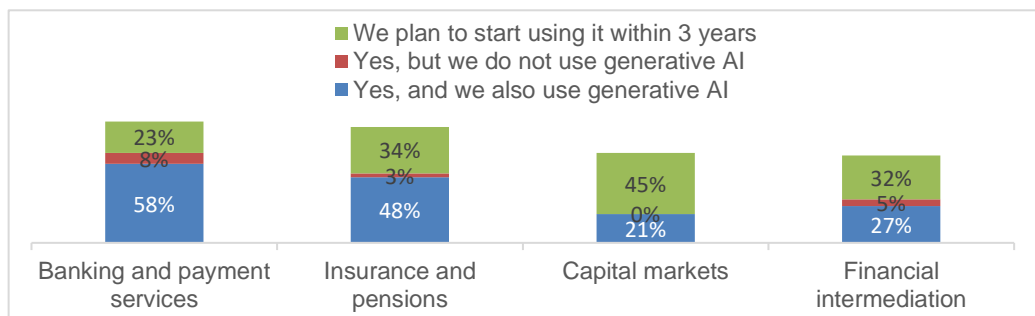 We plan to start using it within 3 years
Yes, but we do not use generative AI
Yes, and we also use generative AI
23%
8%
58%
34%
3%
48%
45%
0%
21%
32%
5%
27%
Banking and payment
services
Insurance and
pensions
Capital markets
Financial
intermediation